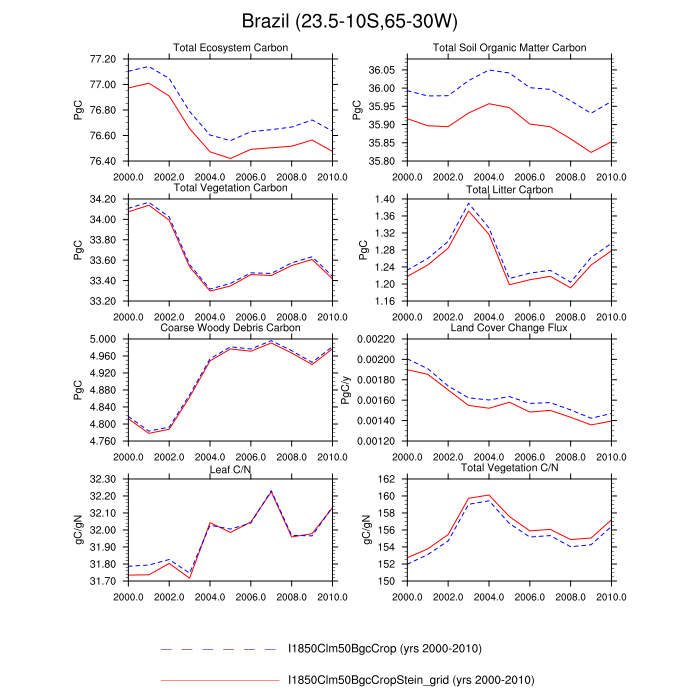 Brazil (23.5-10S,65-30W)
Total Ecosystem Carbon
Total Soil Organic Matter Carbon
PgC
77.20
77.00
76.80
76.60
76.40
2000.0 2002.0 2004.0 2006.0 2008.0 2010.0
PgC
36.05
36.00
35.95
35.90
35.85
35.80
2000.0 2002.0 2004.0 2006.0 2008.0 2010.0
Total Vegetation Carbon
Total Litter Carbon
PgC
34.20
34.00
33.80
33.60
33.40
33.20
2000.0 2002.0 2004.0 2006.0 2008.0 2010.0
PgC
1.40
1.36
1.32
1.28
1.24
1.20
1.16
2000.0 2002.0 2004.0 2006.0 2008.0 2010.0
Coarse Woody Debris Carbon
Land Cover Change Flux
PgC
5.000
4.960
4.920
4.880
4.840
4.800
4.760
2000.0 2002.0 2004.0 2006.0 2008.0 2010.0
PgC/y
0.00220
0.00200
0.00180
0.00160
0.00140
0.00120
2000.0 2002.0 2004.0 2006.0 2008.0 2010.0
Leaf C/N
Total Vegetation C/N
gC/gN
32.30
32.20
32.10
32.00
31.90
31.80
31.70
2000.0 2002.0 2004.0 2006.0 2008.0 2010.0
gC/gN
162
160
158
156
154
152
150
2000.0 2002.0 2004.0 2006.0 2008.0 2010.0
I1850Clm50BgcCrop (yrs 2000-2010)
I1850Clm50BgcCropStein_grid (yrs 2000-2010)